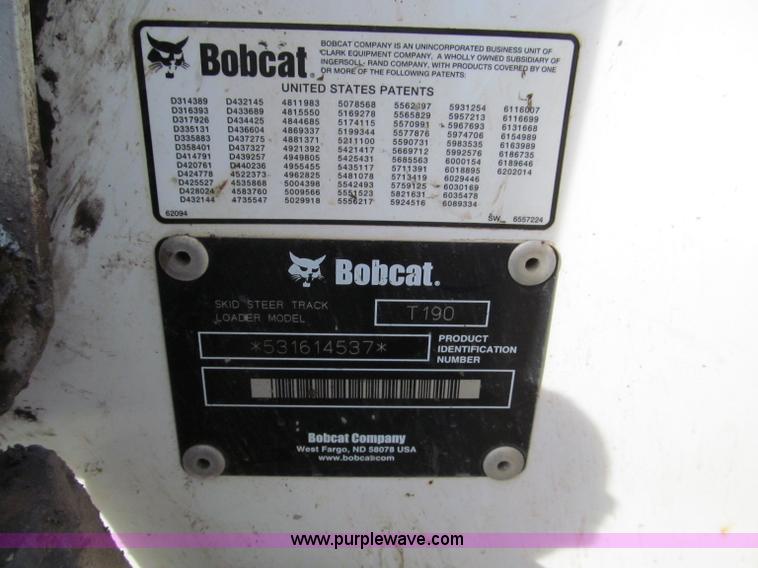 Bobcat.
BOBCAT COMPANY IS AN UNINCORPORATED BUSINESS UNIT OF
CLARK EQUIPMENT COMPANY, A WHOLLY OWNED SUBSIDIARY OF
INGERSOLL-RAND COMPANY, WITH PRODUCTS COVERED BY ONE
OR MORE OF THE FOLLOWING PATENTS:
UNITED STATES PATENTS
D314389 D432145 4811983 5078568 5562397 5931254 6116007
D316393 D433689 4815550 5169278 5565829 5957213 6116699
D317926 D434425 4844685 5174115 5570991 5967693 6131668
D335131 D436604 4869337 5199344 5577876 5974706 6154989
D335883 D437275 4881371 5211100 5590731 5983535 6163989
D358401 D437327 4921392 5421417 5669712 5992576 6186735
D414791 D439257 4949805 5425431 5685563 6000154 6189646
D420761 D440236 4955455 5435117 5711391 6018895 6202014
D424778 4522373 4962825 5481078 5713419 6029446
D425527 4535868 5004398 5542493 5759125 6030169
D428024 4583760 5009566 5551523 5821631 6035478
D432144 4735547 5029918 5556217 5924516 6089334
62094 SW 6557224
Bobcat.
SKID STEER TRACK
LOADER MODEL T190
*531614537* PRODUCT
IDENTIFICATION
NUMBER
Bobcat Company
West Fargo, ND 58078 USA
www.bobcat.com
www.purplewave.com